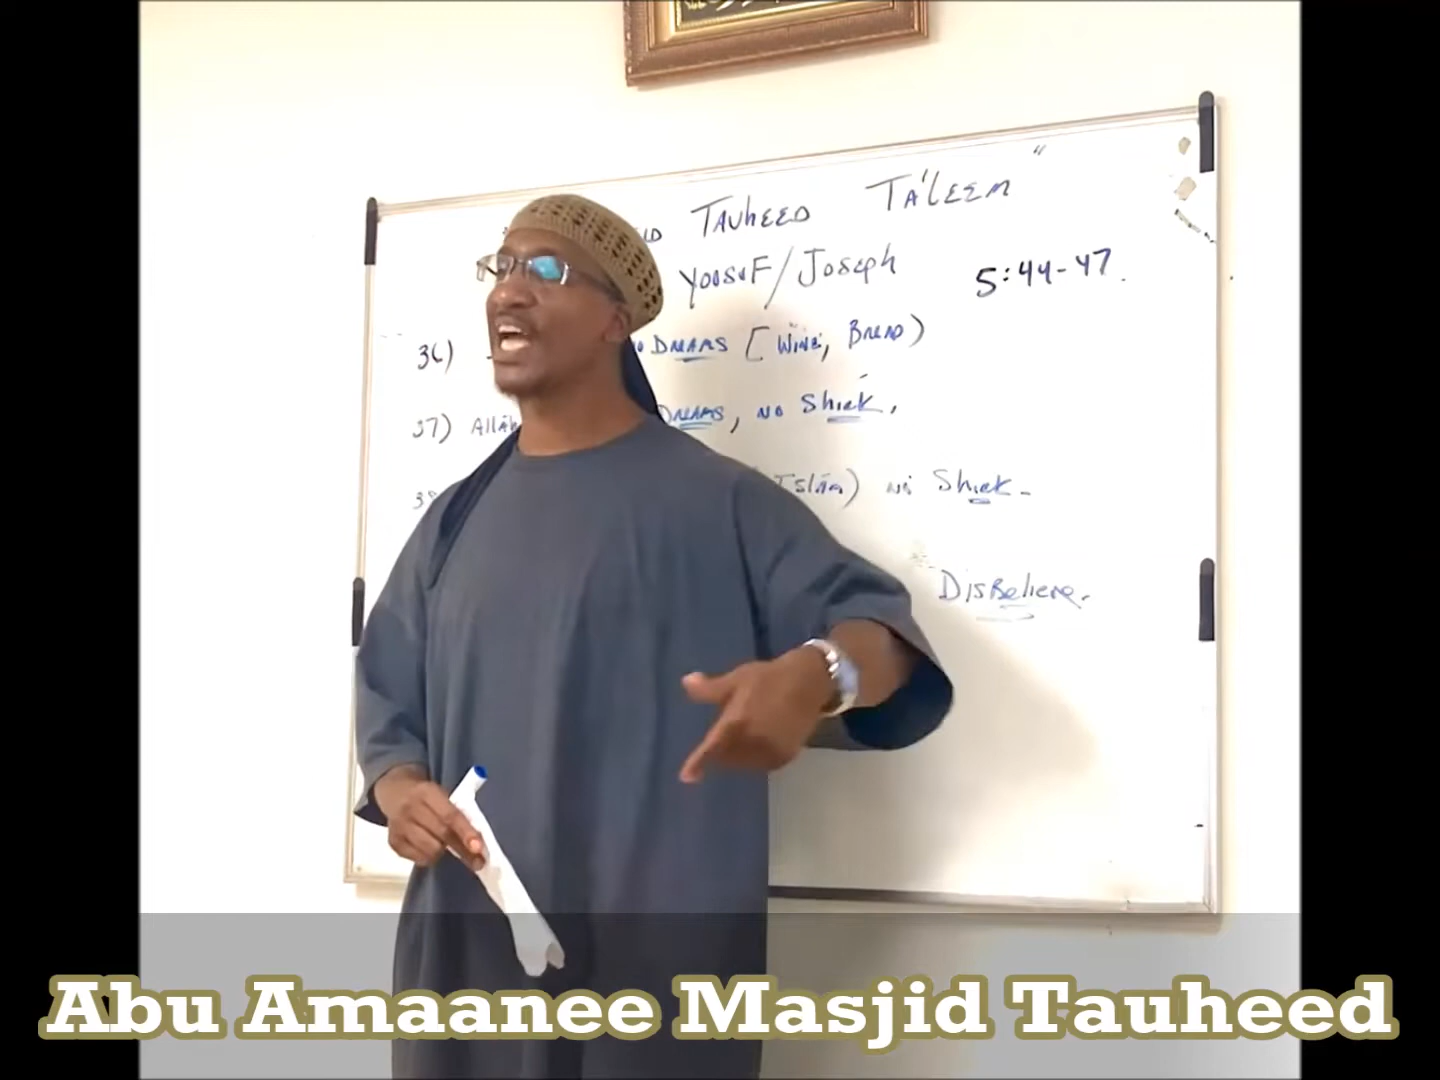 TAUHEED TA'LEEM"
YOOSUF/JOSEPH
5:44-47.
36) DREAMS [WINE, BREAD)
37) Allāh DREAMS, no Shirk,
Islām) no Shirk-
DisBelieve.
Abu Amaanee Masjid Tauheed